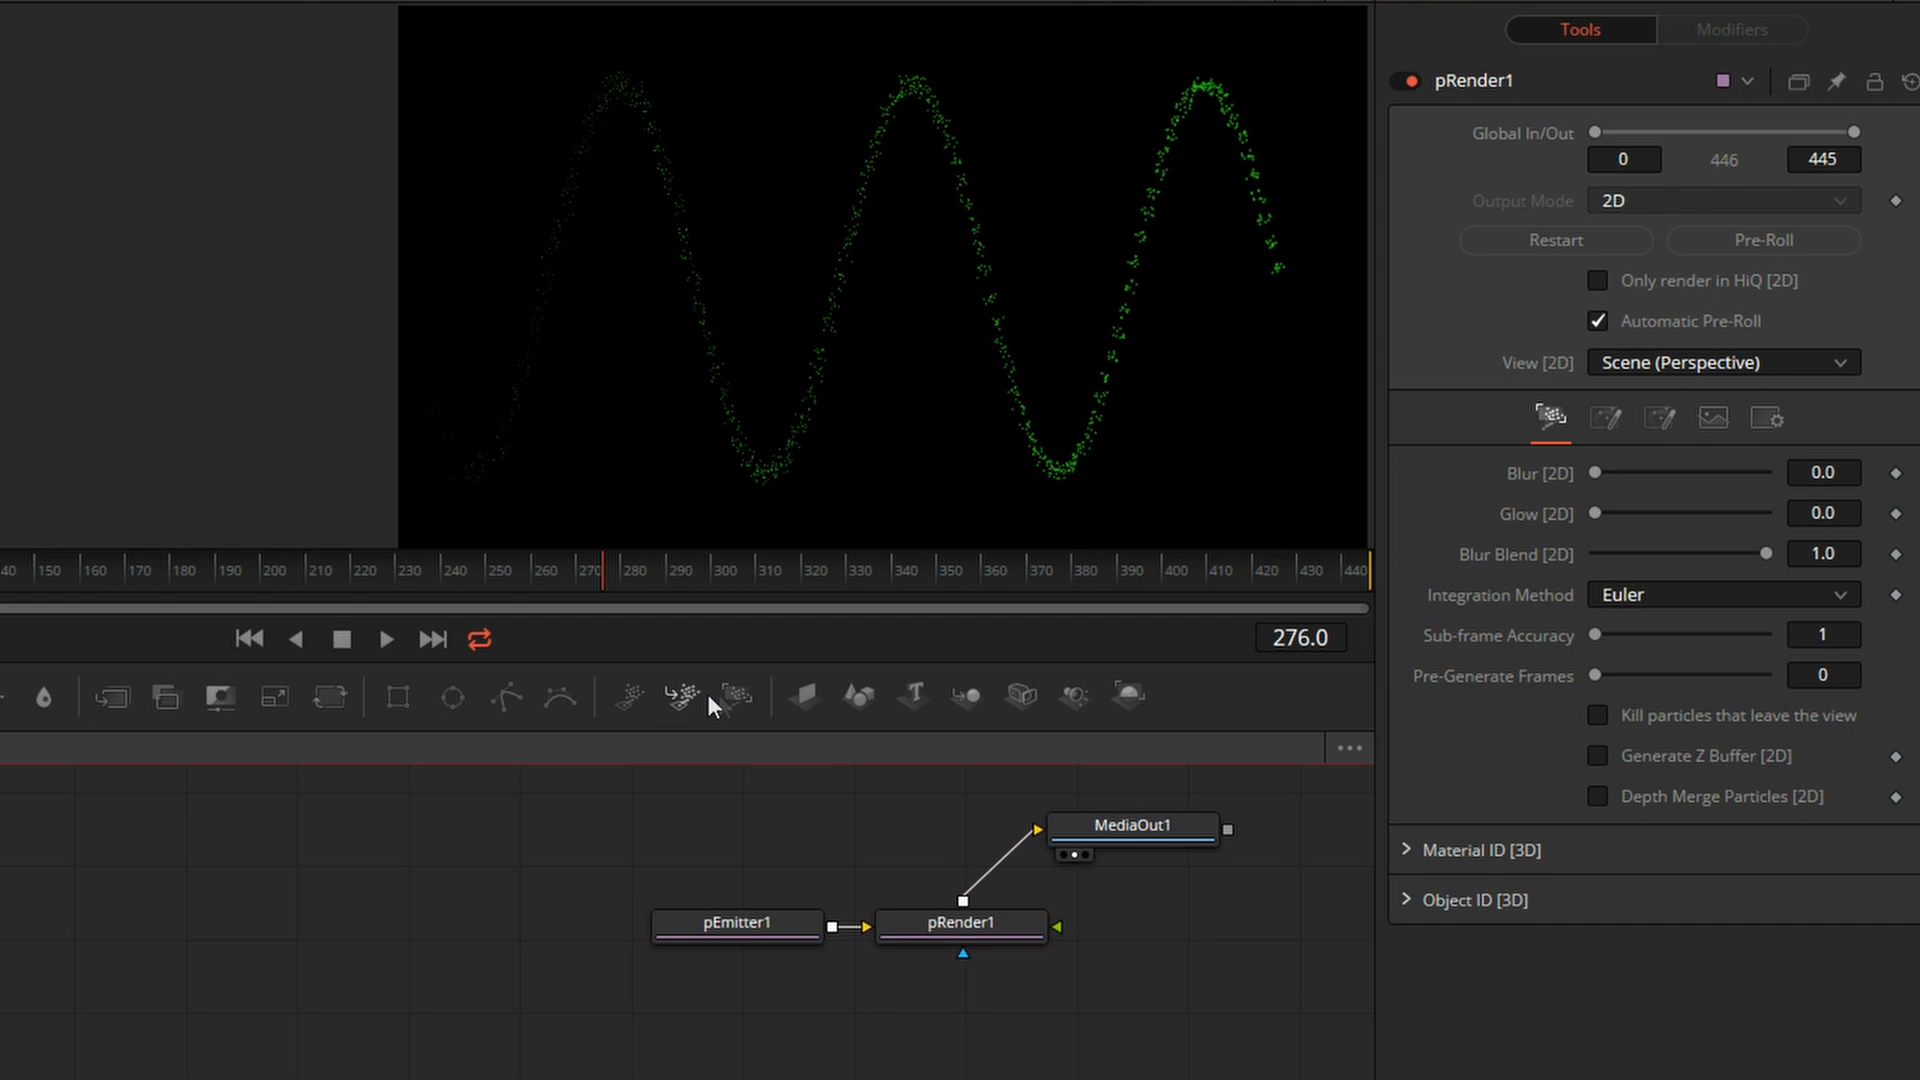 Tools Modifiers
pRender1
Global In/Out
0 446 445
Output Mode 2D
Restart Pre-Roll
Only render in HiQ [2D]
Automatic Pre-Roll
View [2D] Scene (Perspective)
Blur [2D] 0.0
Glow [2D] 0.0
Blur Blend [2D] 1.0
Integration Method Euler
Sub-frame Accuracy 1
Pre-Generate Frames 0
Kill particles that leave the view
Generate Z Buffer [2D]
Depth Merge Particles [2D]
Material ID [3D]
Object ID [3D]
40 150 160 170 180 190 200 210 220 230 240 250 260 270 280 290 300 310 320 330 340 350 360 370 380 390 400 410 420 430 440
276.0
MediaOut1
pEmitter1 pRender1